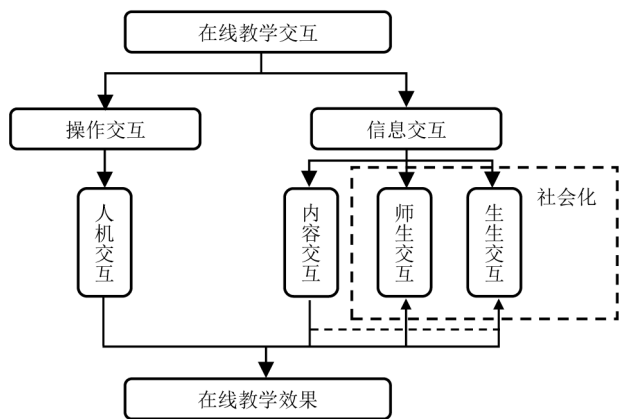 在线教学交互
操作交互
信息交互
人机交互
内容交互
师生交互
生生交互
社会化
在线教学效果